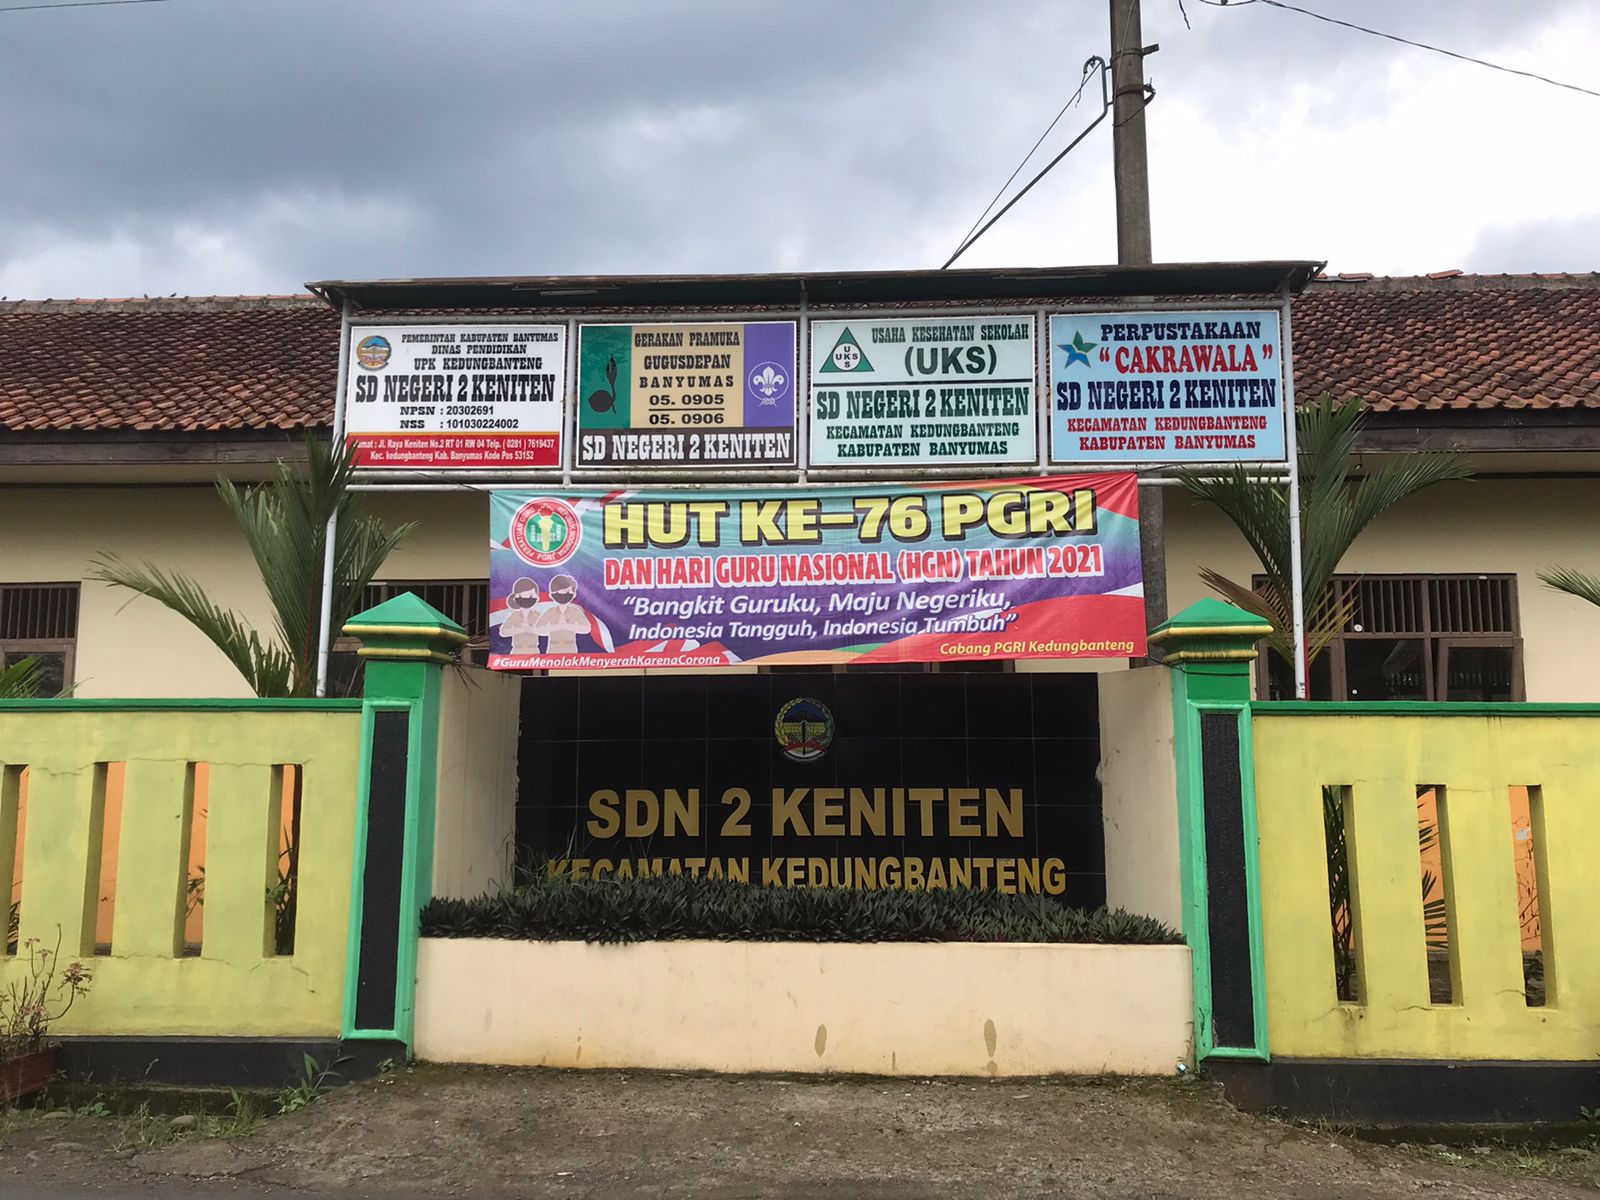 PEMERINTAH KABUPATEN BANYUMAS
DINAS PENDIDIKAN
UPK KEDUNGBANTENG
SD NEGERI 2 KENITEN
NPSN : 20302691
NSS : 101030224002
Alamat : Jl. Raya Keniten No.2 RT 01 RW 04 Telp. ( 0281 ) 7619437
Kec. kedungbanteng Kab. Banyumas Kode Pos 53152
GERAKAN PRAMUKA
GUGUSDEPAN
BANYUMAS
05. 0905
05. 0906
SD NEGERI 2 KENITEN
UKS
U
S
USAHA KESEHATAN SEKOLAH
(UKS)
SD NEGERI 2 KENITEN
KECAMATAN KEDUNGBANTENG
KABUPATEN BANYUMAS
PERPUSTAKAAN
“ CAKRAWALA ”
SD NEGERI 2 KENITEN
KECAMATAN KEDUNGBANTENG
KABUPATEN BANYUMAS
PERSATUAN GURU REPUBLIK INDONESIA
PGRI
HUT KE-76 PGRI
DAN HARI GURU NASIONAL (HGN) TAHUN 2021
“Bangkit Guruku, Maju Negeriku,
Indonesia Tangguh, Indonesia Tumbuh”
Cabang PGRI Kedungbanteng
#GuruMenolakMenyerahKarenaCorona
SDN 2 KENITEN
KECAMATAN KEDUNGBANTENG